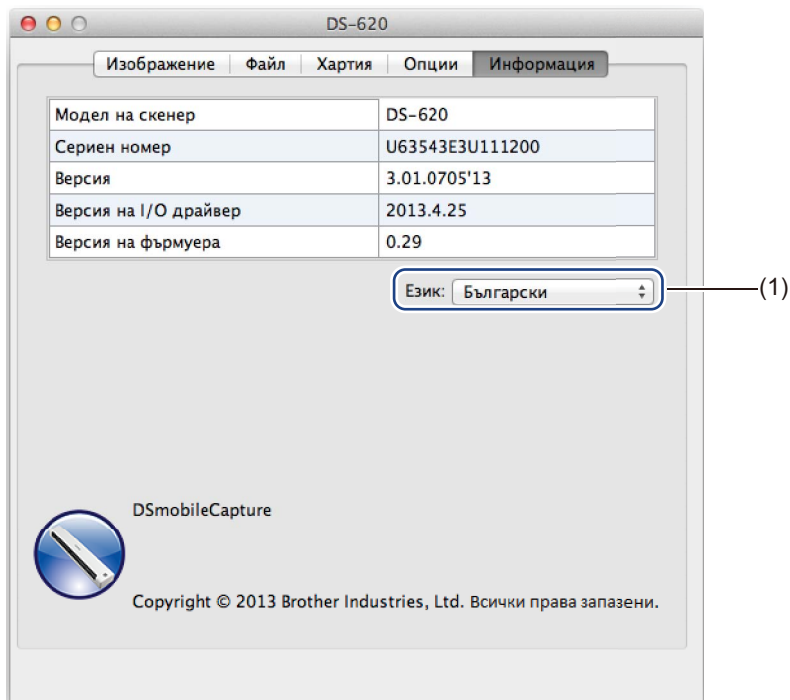 DS-620
Изображение Файл Хартия Опции Информация
Модел на скенер DS-620
Сериен номер U63543E3U111200
Версия 3.01.0705'13
Версия на I/O драйвер 2013.4.25
Версия на фърмуера 0.29
Език: Български (1)
DSmobileCapture
Copyright © 2013 Brother Industries, Ltd. Всички права запазени.